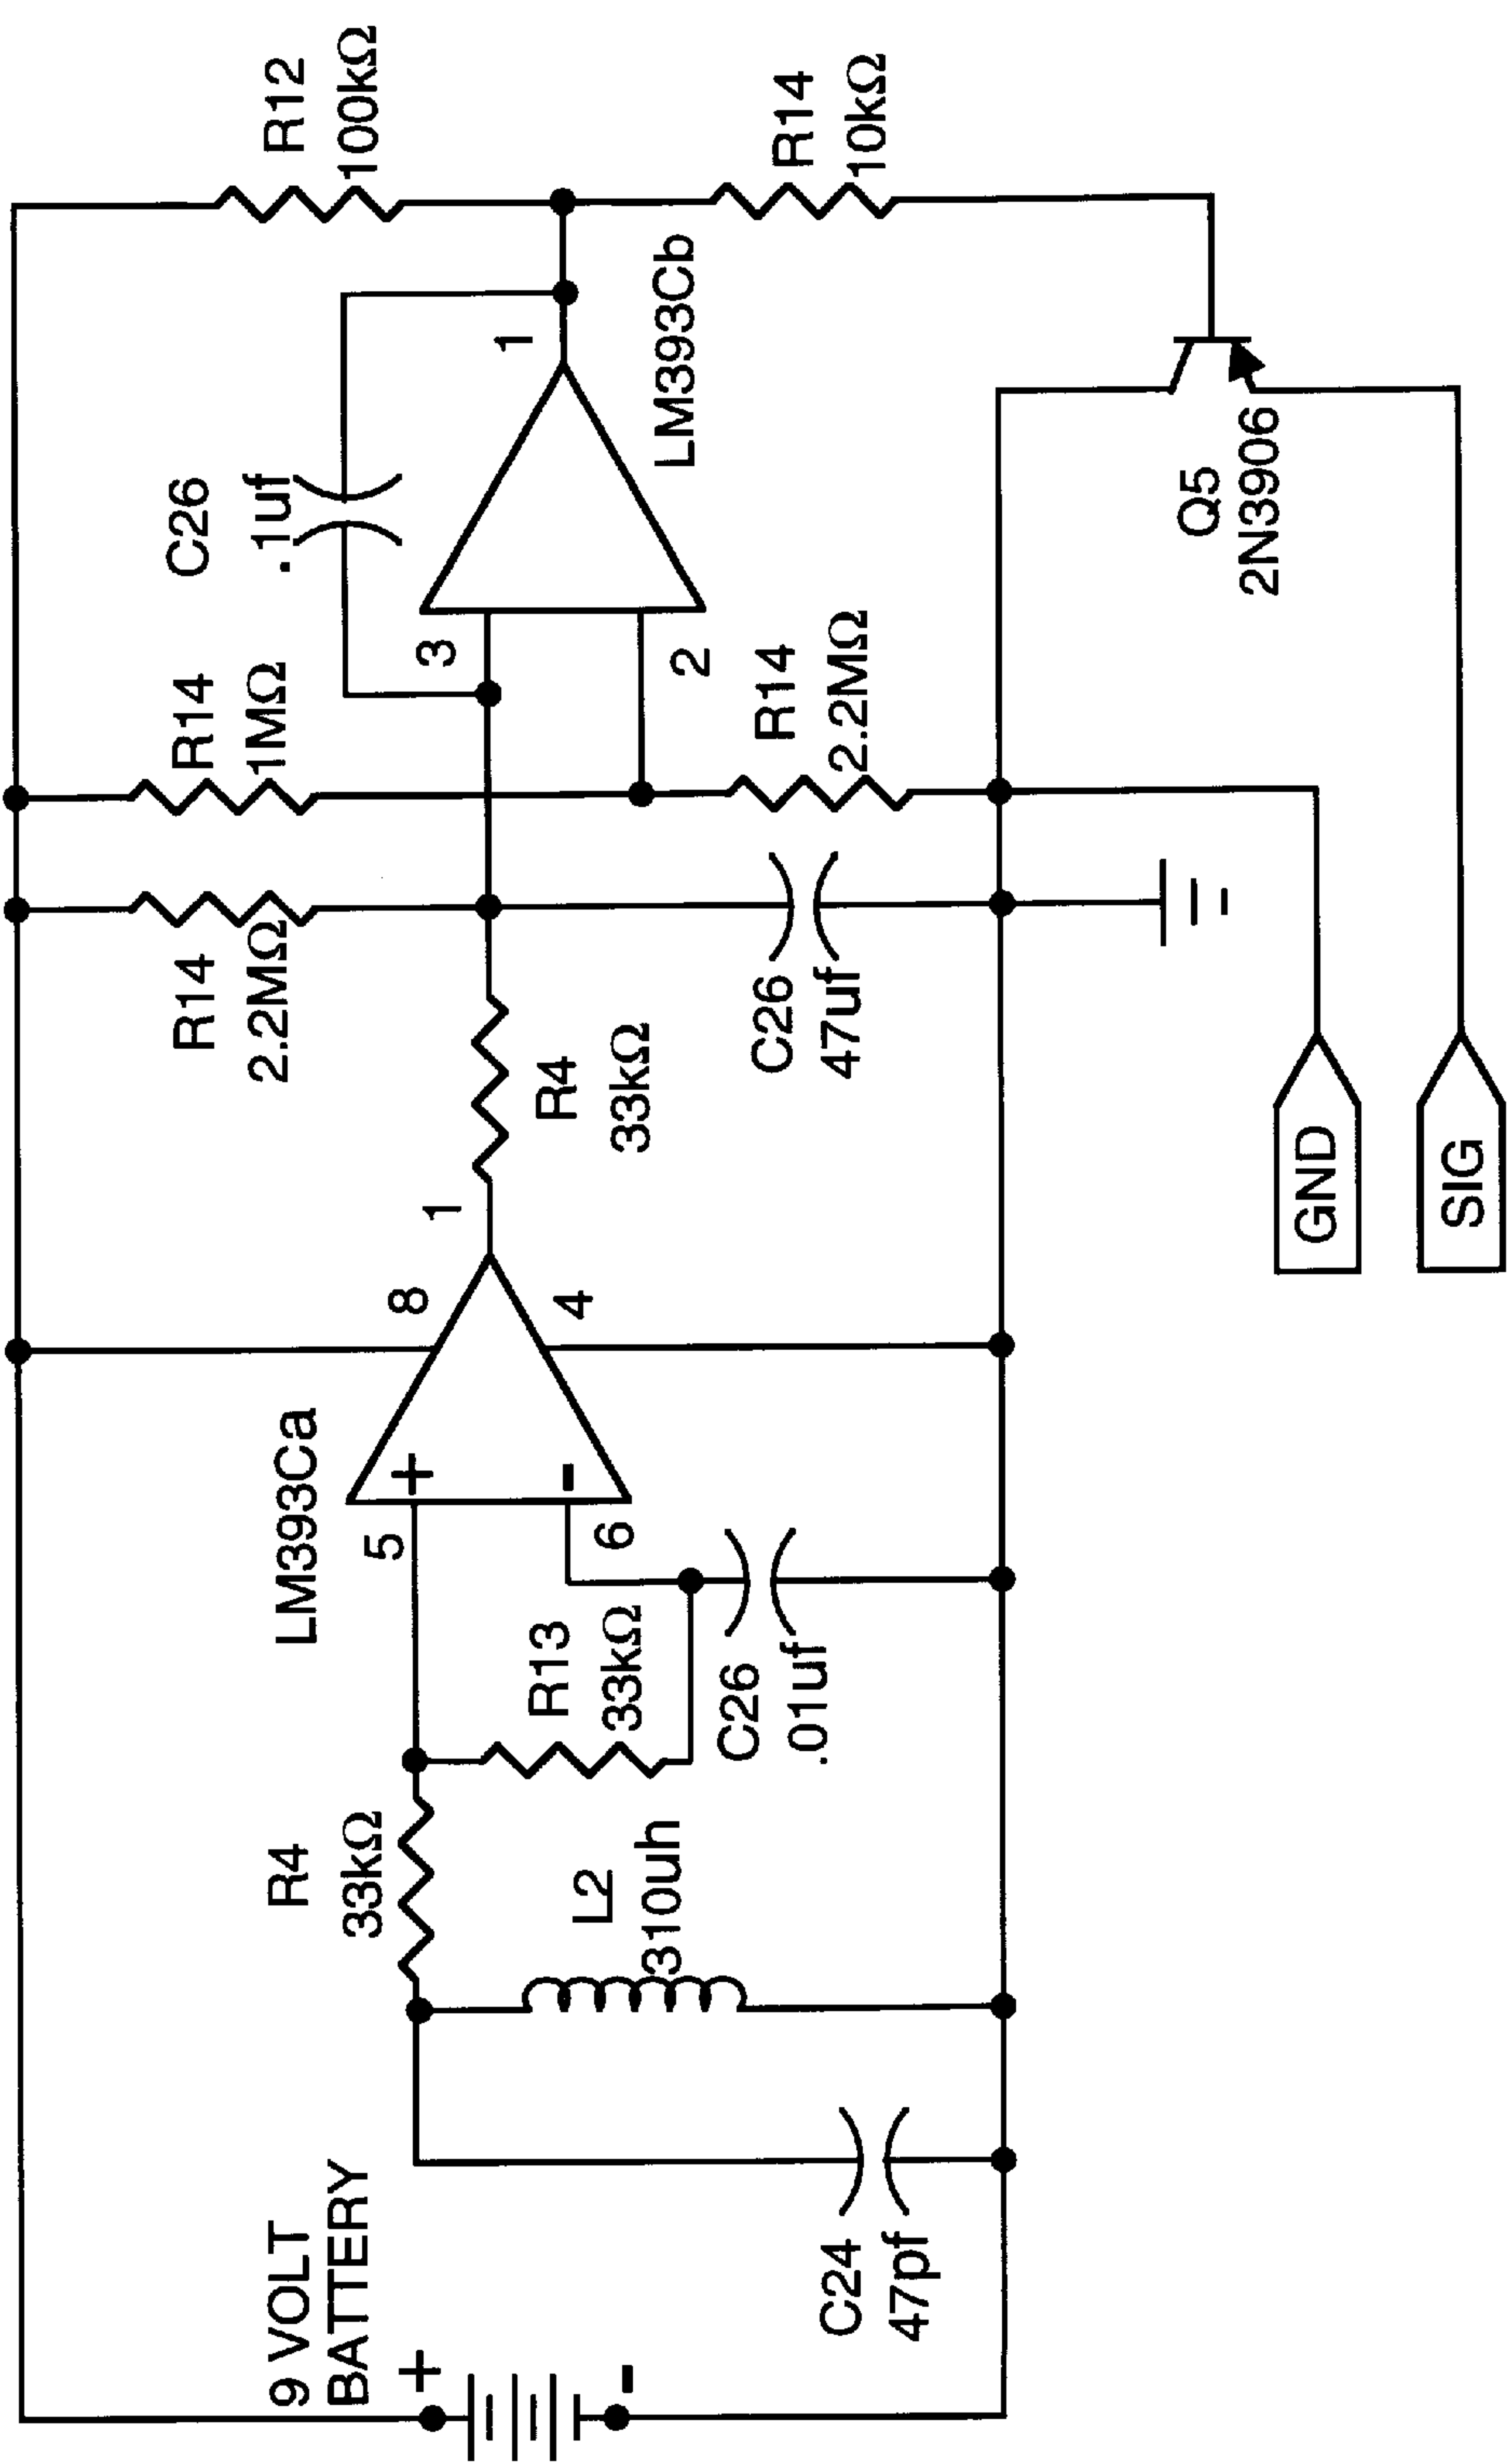 9 VOLT
BATTERY
+
-
C24
47pf
L2
310uh
R4
33kΩ
R13
33kΩ
C26
.01uf
LM393Ca
5
6
+
-
8
4
1
R4
33kΩ
R14
2.2MΩ
C26
47uf
R14
1MΩ
R14
2.2MΩ
3
2
C26
.1uf
1
LM393Cb
R12
100kΩ
R14
10kΩ
Q5
2N3906
GND
SIG